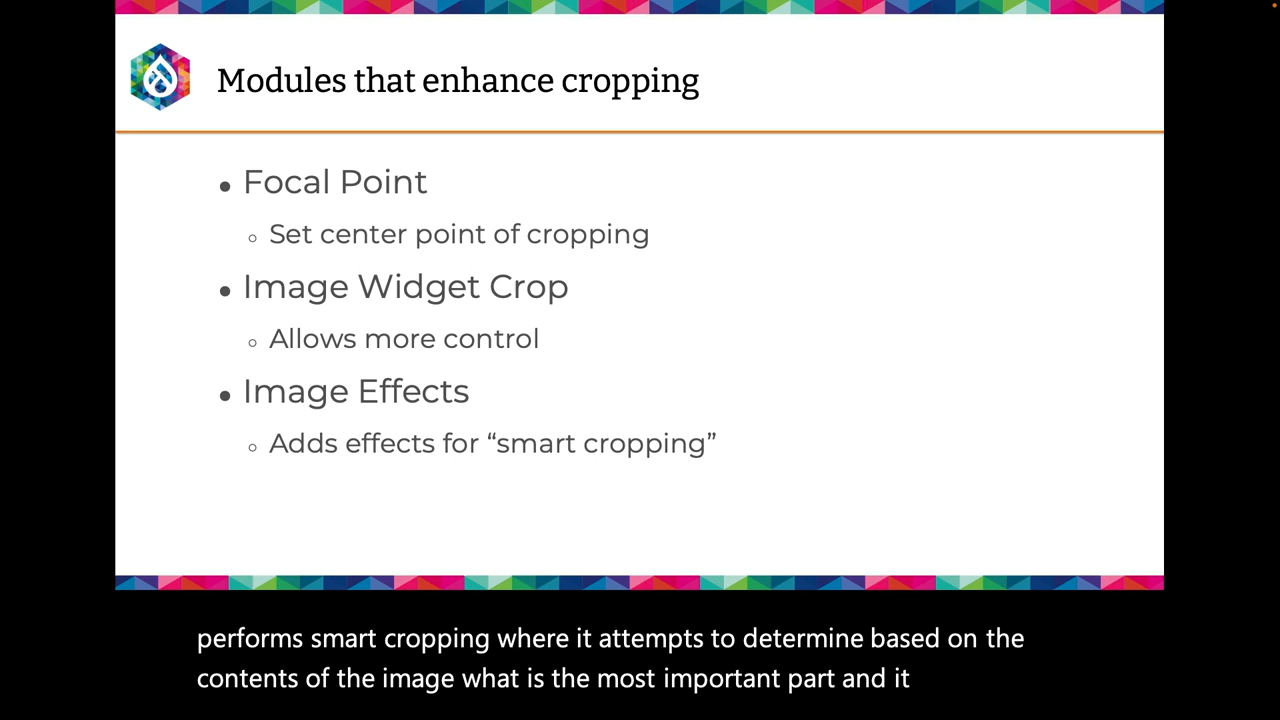 Modules that enhance cropping
● Focal Point
○ Set center point of cropping
● Image Widget Crop
○ Allows more control
● Image Effects
○ Adds effects for “smart cropping”
performs smart cropping where it attempts to determine based on the
contents of the image what is the most important part and it